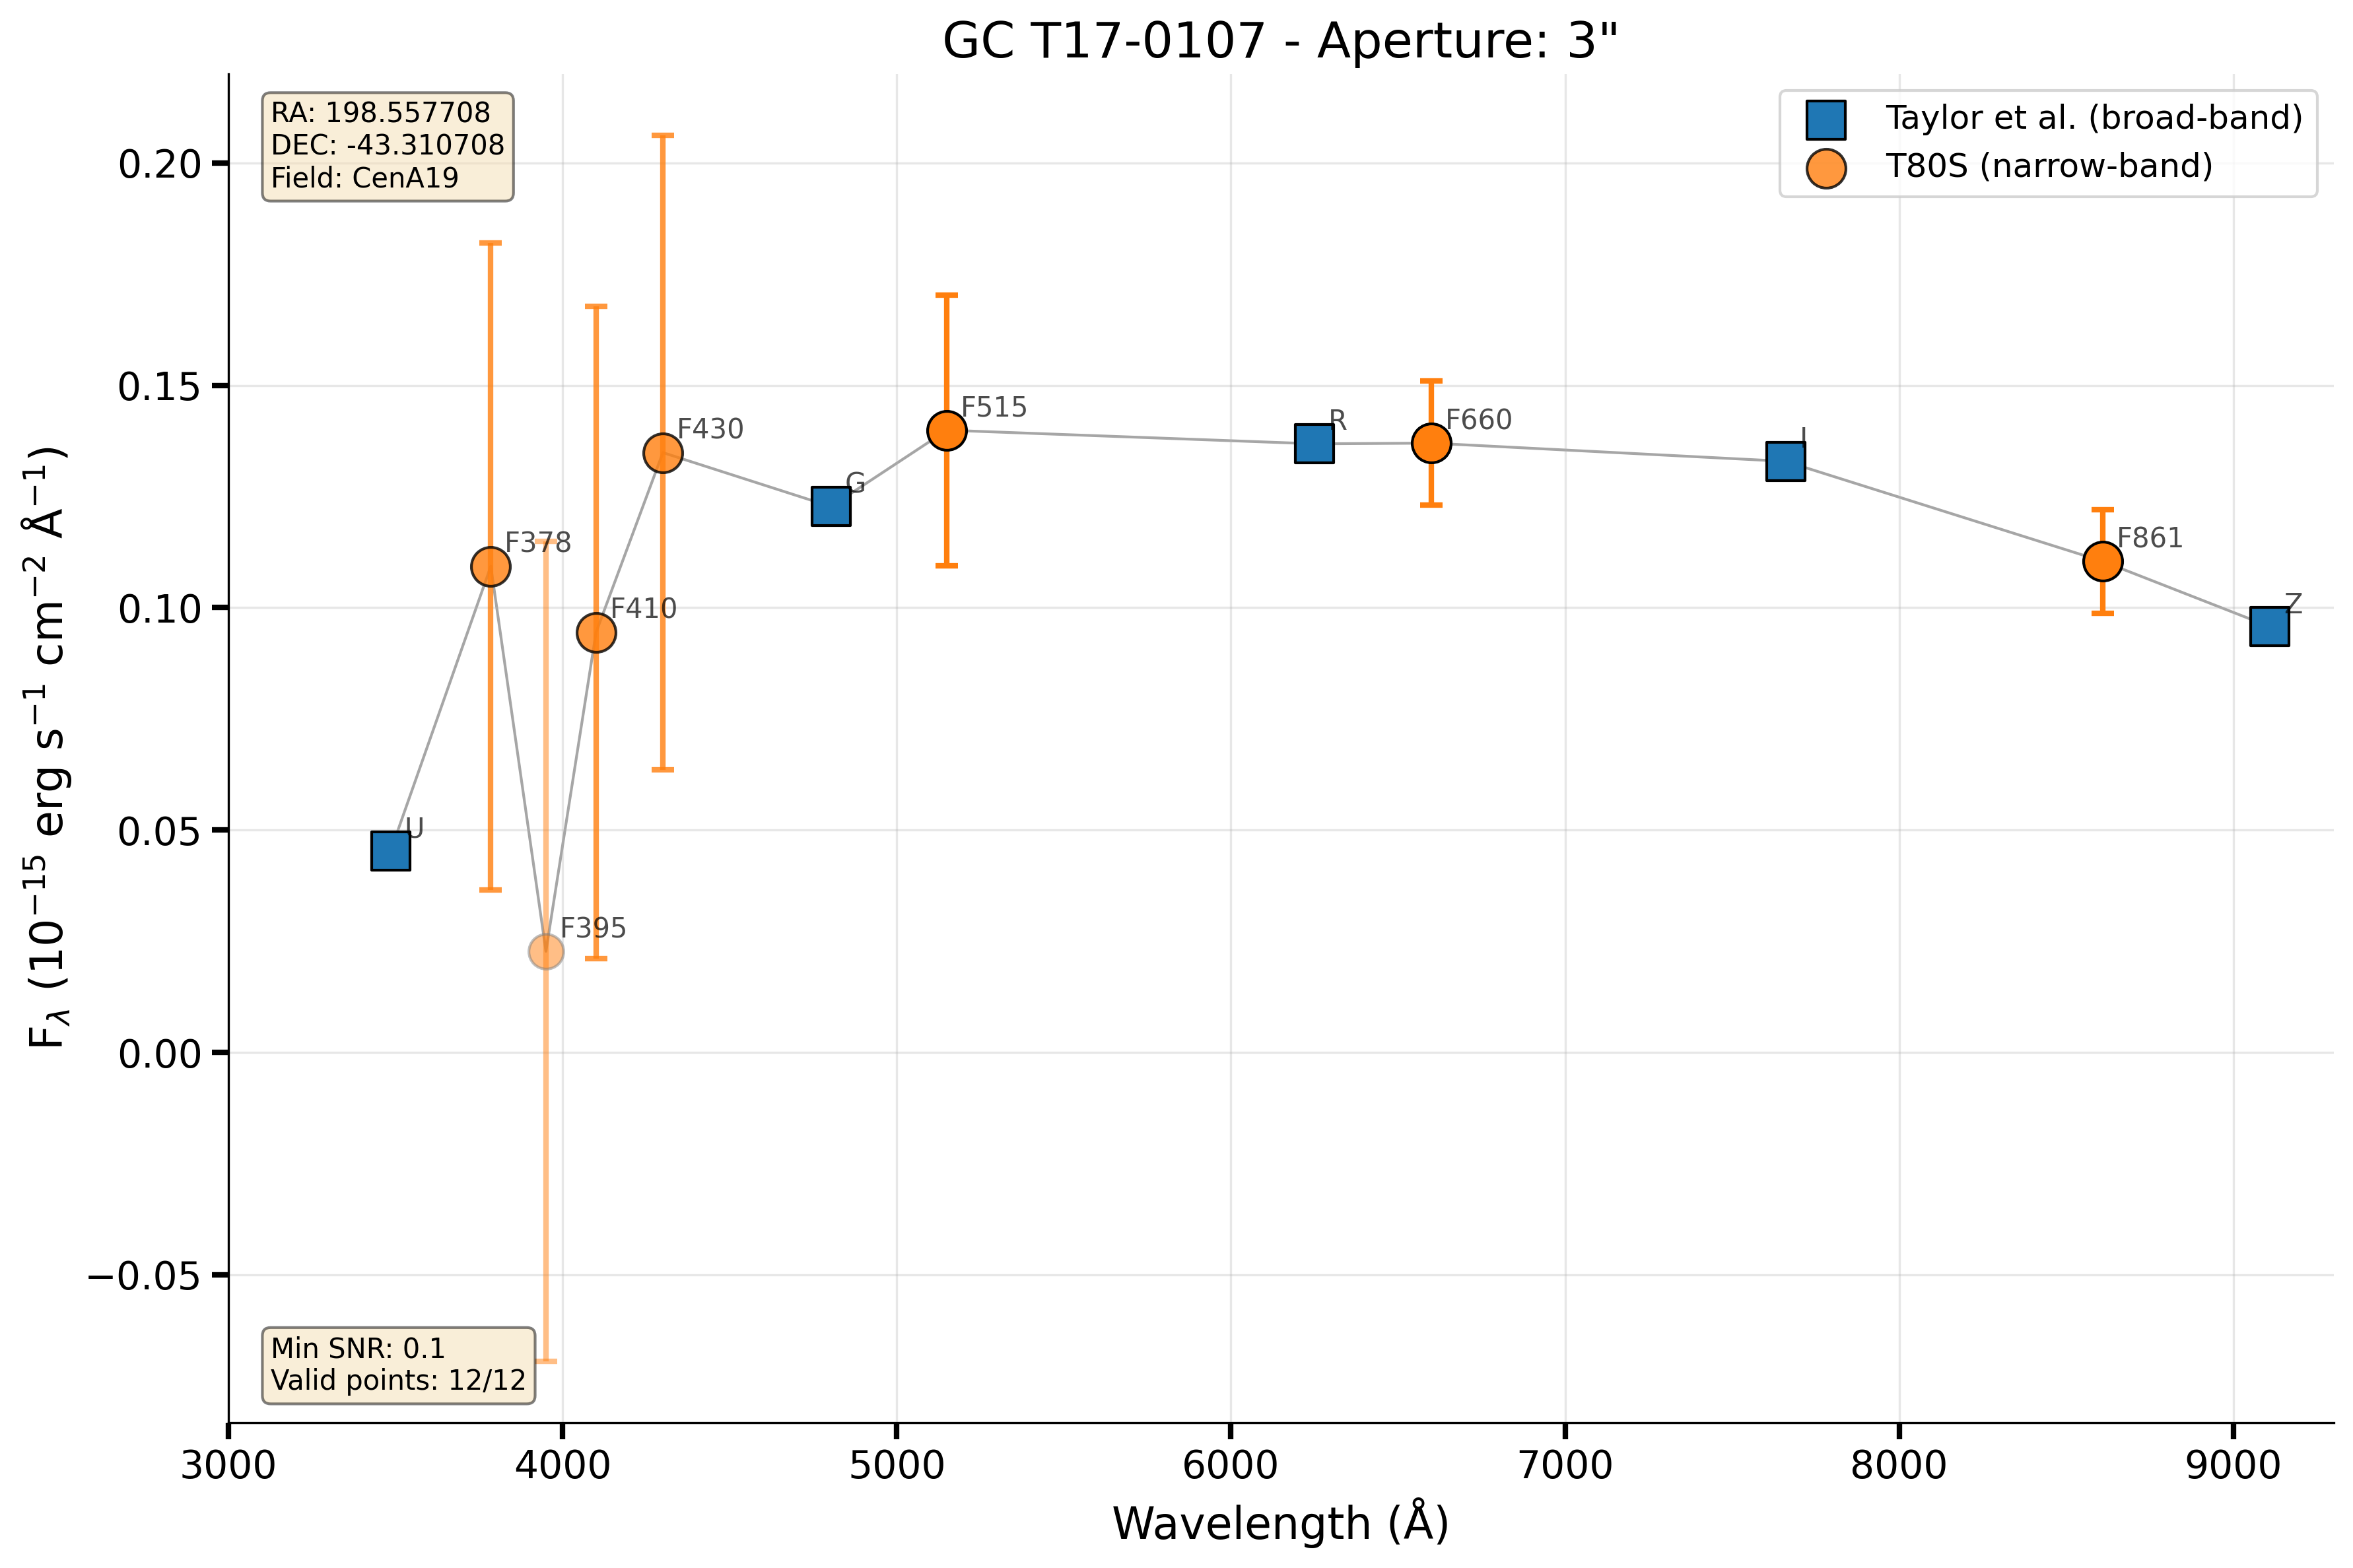 GC T17-0107 - Aperture: 3"
RA: 198.557708
DEC: -43.310708
Field: CenA19
Taylor et al. (broad-band)
T80S (narrow-band)
F$_λ$ (10$^{-15}$ erg s$^{-1}$ cm$^{-2}$ Å$^{-1}$)
0.20
0.15
0.10
0.05
0.00
−0.05
U
F378
F395
F410
F430
G
F515
R
F660
I
F861
Z
Min SNR: 0.1
Valid points: 12/12
3000 4000 5000 6000 7000 8000 9000
Wavelength (Å)